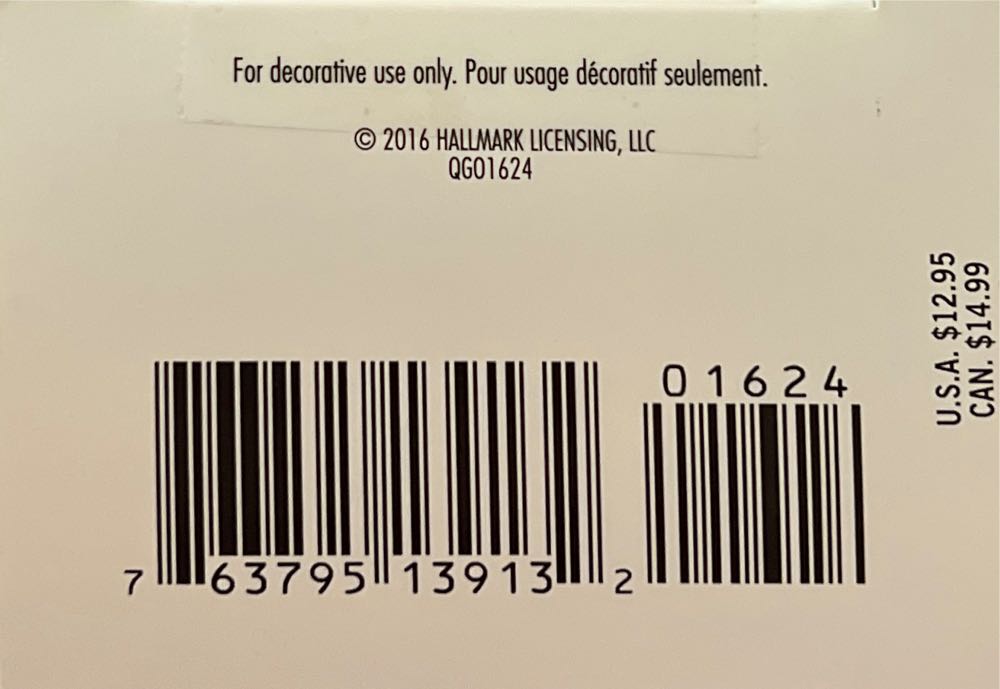 For decorative use only. Pour usage décoratif seulement.
© 2016 HALLMARK LICENSING, LLC
QGO1624
U.S.A. $12.95
CAN. $14.99
01624
7 63795 13913 2